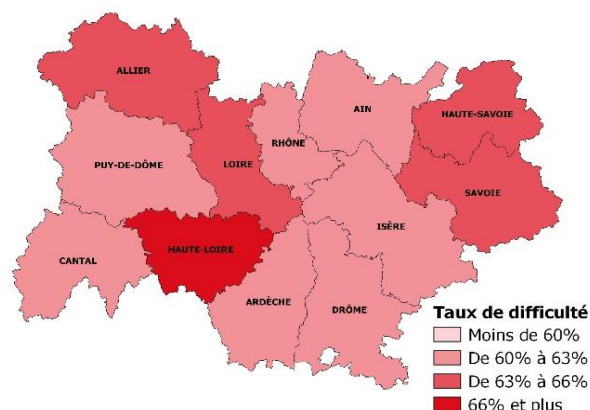 ALLIER
AIN
HAUTE-SAVOIE
RHÔNE
PUY-DE-DÔME
LOIRE
SAVOIE
ISÈRE
HAUTE-LOIRE
CANTAL
ARDÈCHE
DRÔME
Taux de difficulté
Moins de 60%
De 60% à 63%
De 63% à 66%
66% et plus